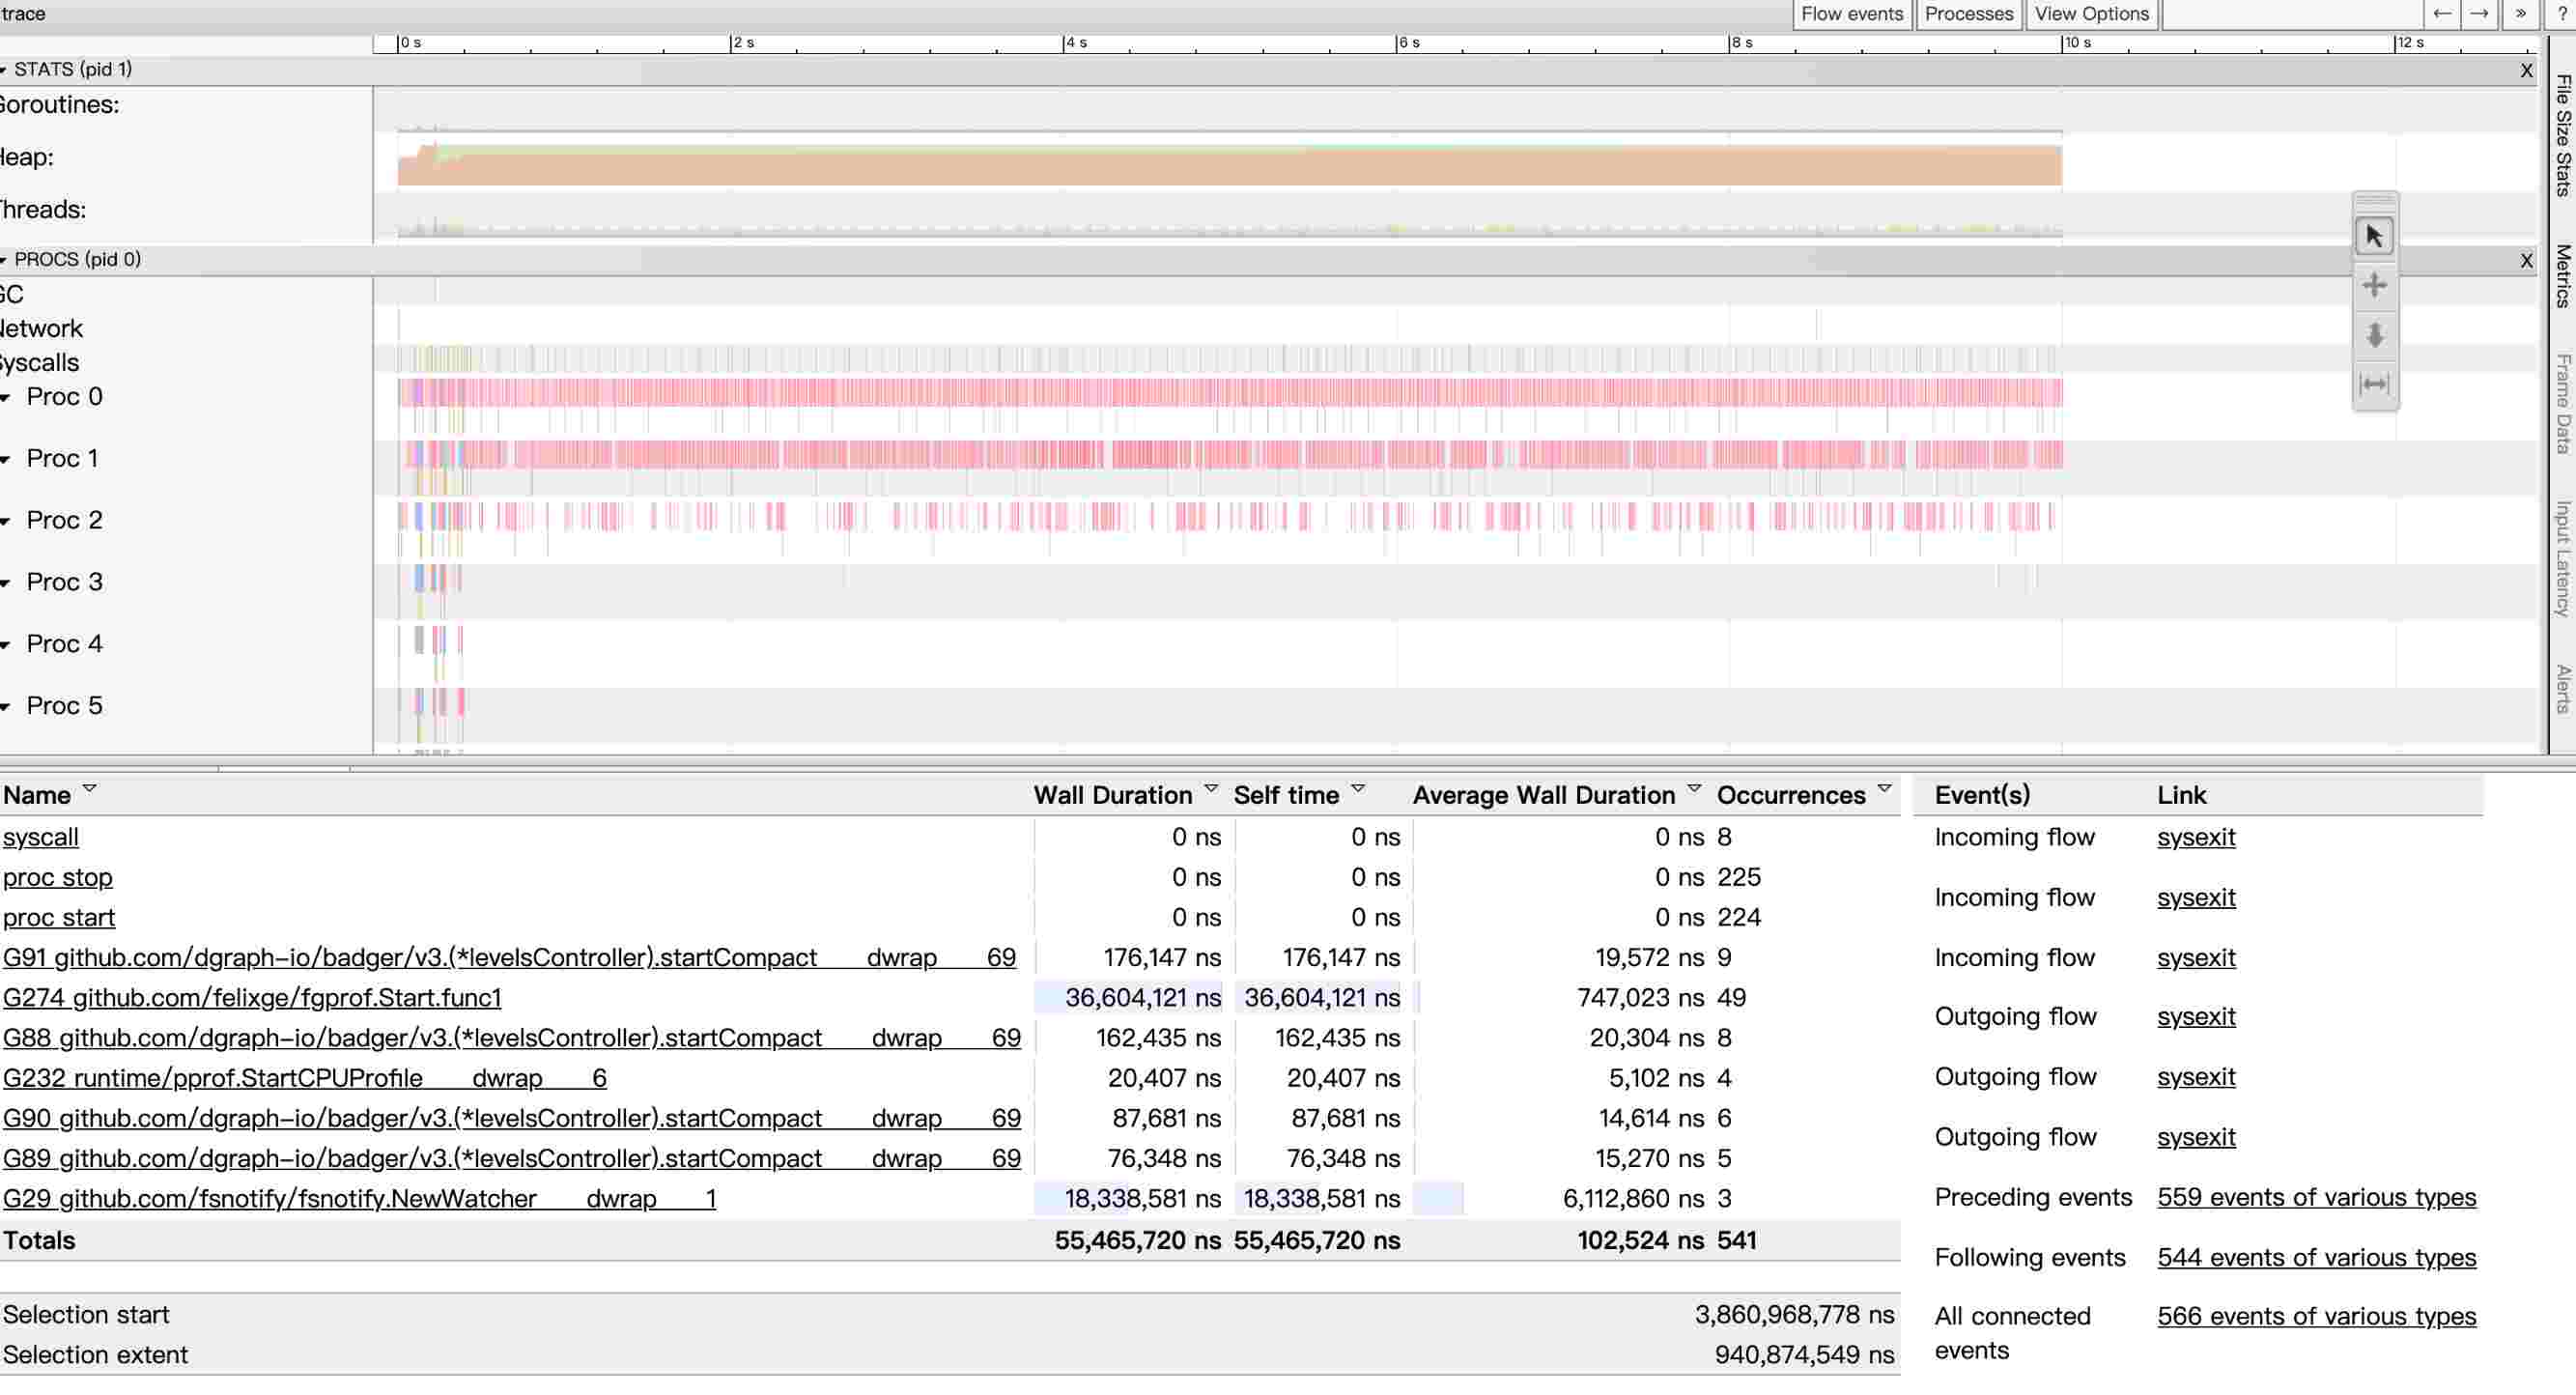 trace Flow events Processes View Options ← → » ?
0 s 2 s 4 s 6 s 8 s 10 s 12 s
STATS (pid 1) X
Goroutines:
Heap:
Threads:
PROCS (pid 0) X
GC
Network
Syscalls
Proc 0
Proc 1
Proc 2
Proc 3
Proc 4
Proc 5
File Size Stats
Metrics
Frame Data
Input Latency
Alerts
Name Wall Duration Self time Average Wall Duration Occurrences
syscall 0 ns 0 ns 0 ns 8
proc stop 0 ns 0 ns 0 ns 225
proc start 0 ns 0 ns 0 ns 224
G91 github.com/dgraph-io/badger/v3.(*levelsController).startCompact dwrap 69 176,147 ns 176,147 ns 19,572 ns 9
G274 github.com/felixge/fgprof.Start.func1 36,604,121 ns 36,604,121 ns 747,023 ns 49
G88 github.com/dgraph-io/badger/v3.(*levelsController).startCompact dwrap 69 162,435 ns 162,435 ns 20,304 ns 8
G232 runtime/pprof.StartCPUProfile dwrap 6 20,407 ns 20,407 ns 5,102 ns 4
G90 github.com/dgraph-io/badger/v3.(*levelsController).startCompact dwrap 69 87,681 ns 87,681 ns 14,614 ns 6
G89 github.com/dgraph-io/badger/v3.(*levelsController).startCompact dwrap 69 76,348 ns 76,348 ns 15,270 ns 5
G29 github.com/fsnotify/fsnotify.NewWatcher dwrap 1 18,338,581 ns 18,338,581 ns 6,112,860 ns 3
Totals 55,465,720 ns 55,465,720 ns 102,524 ns 541
Selection start 3,860,968,778 ns
Selection extent 940,874,549 ns
Event(s) Link
Incoming flow sysexit
Incoming flow sysexit
Incoming flow sysexit
Outgoing flow sysexit
Outgoing flow sysexit
Outgoing flow sysexit
Preceding events 559 events of various types
Following events 544 events of various types
All connected 566 events of various types
events